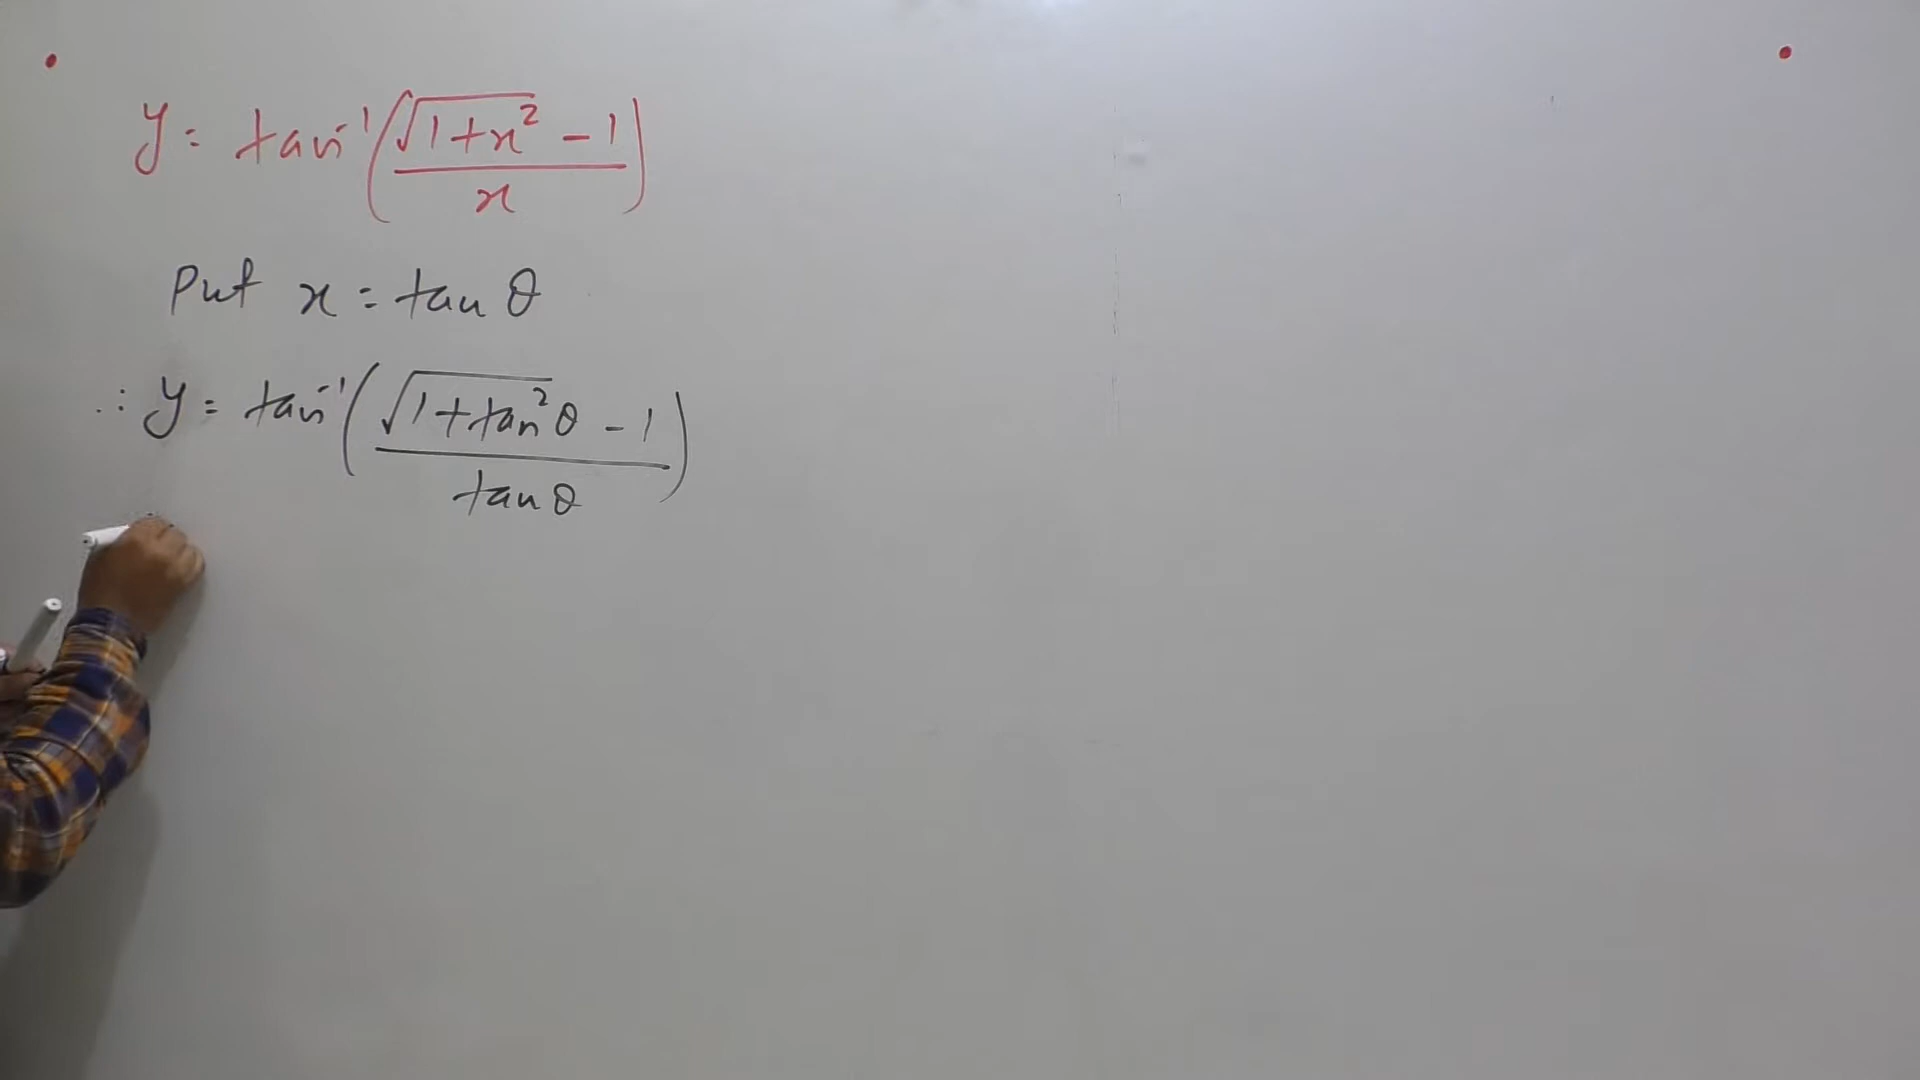 y = tan⁻¹(√(1+x²) - 1 / x)
Put x = tan θ
∴ y = tan⁻¹(√(1+tan²θ) - 1 / tan θ)